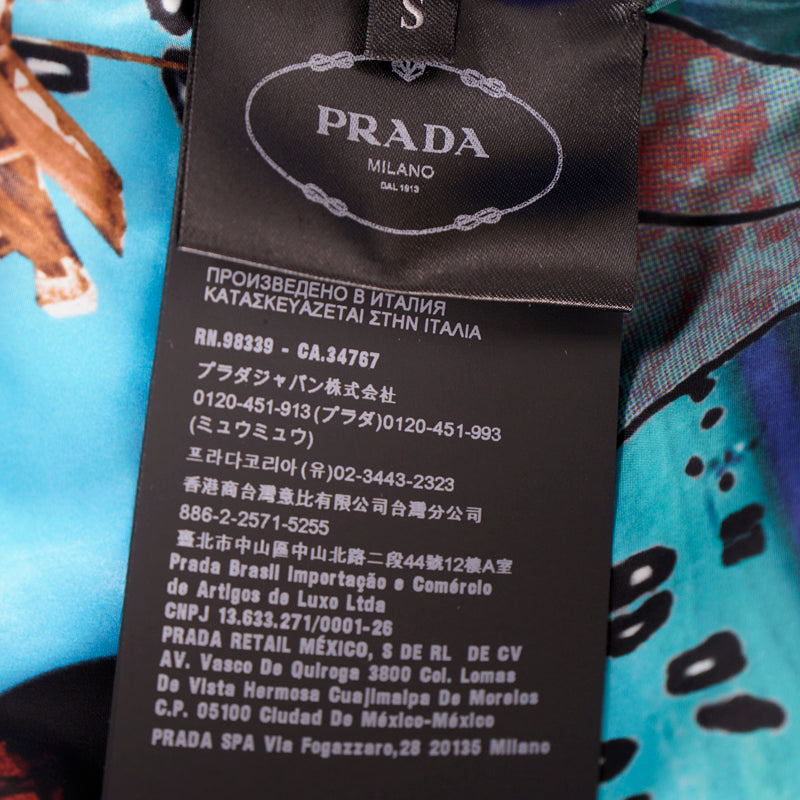 S
PRADA
MILANO
DAL 1913
ПРОИЗВЕДЕНО В ИТАЛИЯ
ΚΑΤΑΣΚΕΥΑΖΕΤΑΙ ΣΤΗΝ ΙΤΑΛΙΑ
RN.98339 - CA.34767
プラダジャパン株式会社
0120-451-913(プラダ)0120-451-993
(ミュウミュウ)
프라다코리아(유)02-3443-2323
香港商台灣意比有限公司台灣分公司
886-2-2571-5255
臺北市中山區中山北路二段44號12樓A室
Prada Brasil Importação e Comércio
de Artigos de Luxo Ltda
CNPJ 13.633.271/0001-26
PRADA RETAIL MÉXICO, S DE RL DE CV
AV. Vasco De Quiroga 3800 Col. Lomas
De Vista Hermosa Cuajimalpa De Morelos
C.P. 05100 Ciudad De México-México
PRADA SPA Via Fogazzaro,28 20135 Milano